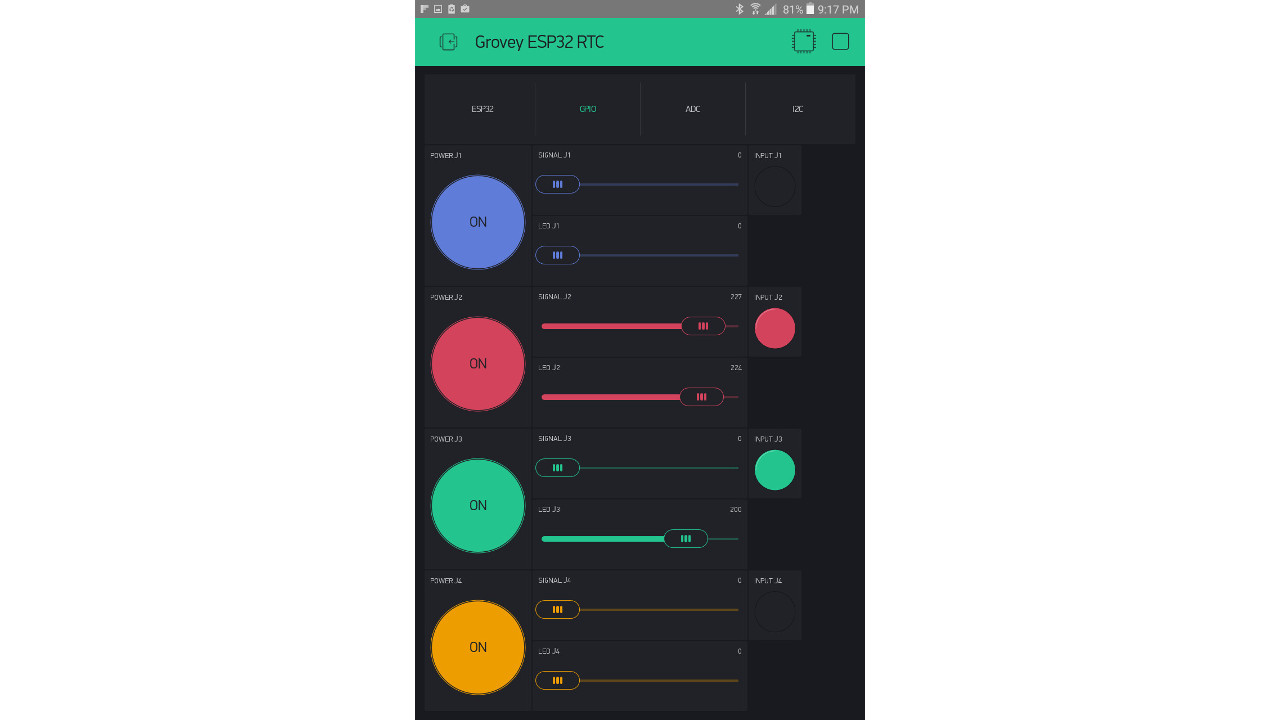 81% 9:17 PM
Grovey ESP32 RTC
ESP32 GPIO ADC I2C
POWER J1 SIGNAL J1 0 INPUT J1
ON
LED J1 0
POWER J2 SIGNAL J2 227 INPUT J2
ON
LED J2 224
POWER J3 SIGNAL J3 0 INPUT J3
ON
LED J3 200
POWER J4 SIGNAL J4 0 INPUT J4
ON
LED J4 0